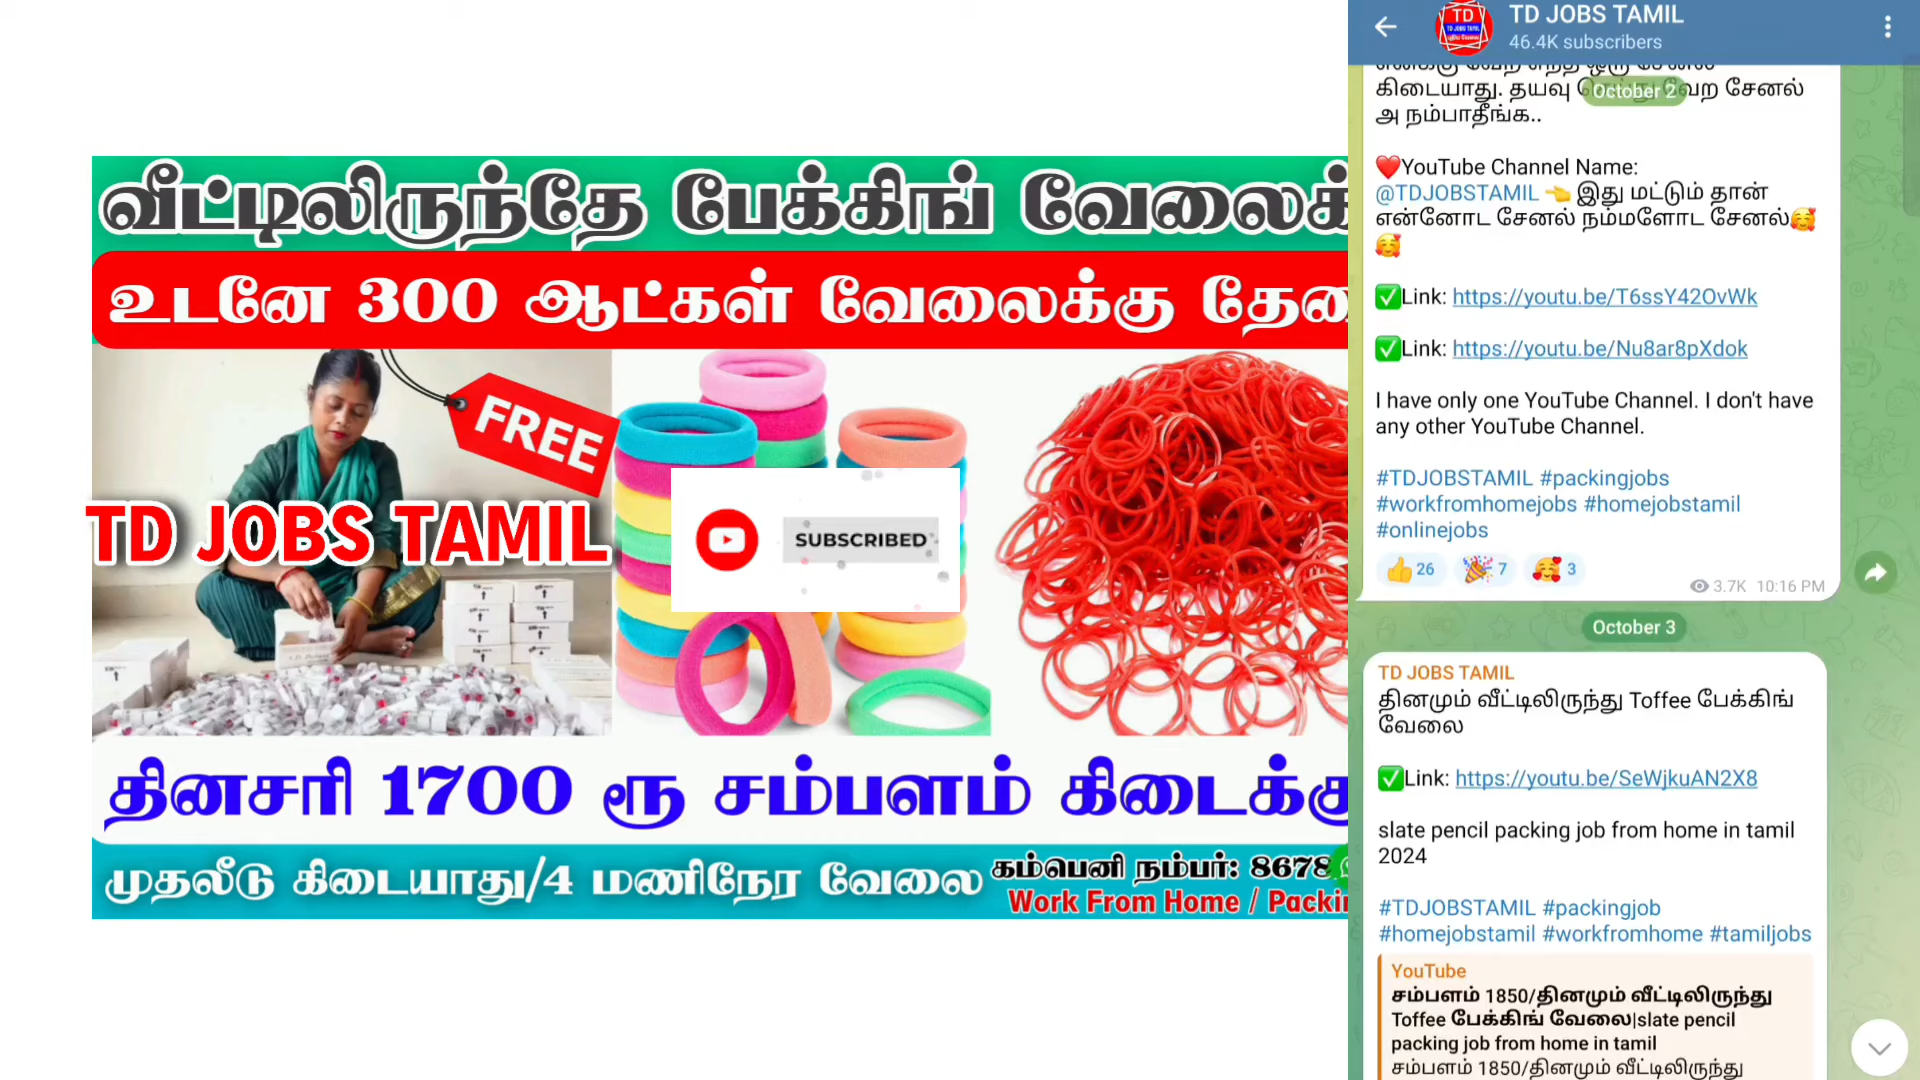 வீட்டிலிருந்தே பேக்கிங்
உடனே 300 ஆட்கள் வேலைக்கு
FREE
TD JOBS TAMIL
SUBSCRIBED
தினசரி 1700 ரூ சம்பளம்
முதலீடு கிடையாது/4 மணிநேர வேலை
கம்பெனி நம்பர்: 8678
Work From Home /
TD JOBS TAMIL
46.4K subscribers
October 2
கிடையாது. தயவு சேனல்
அ நம்பாதீங்க..
❤️YouTube Channel Name:
@TDJOBSTAMIL 👈 இது மட்டும் தான்
என்னோட சேனல் நம்மளோட சேனல்🥰
🥰
✅Link: https://youtu.be/T6ssY42OvWk
✅Link: https://youtu.be/Nu8ar8pXdok
I have only one YouTube Channel. I don't have
any other YouTube Channel.
#TDJOBSTAMIL #packingjobs
#workfromhomejobs #homejobstamil
#onlinejobs
👍 26 🎉 7 🥰 3
3.7K 10:16 PM
October 3
TD JOBS TAMIL
தினமும் வீட்டிலிருந்து Toffee பேக்கிங்
வேலை
✅Link: https://youtu.be/SeWjkuAN2X8
slate pencil packing job from home in tamil
2024
#TDJOBSTAMIL #packingjob
#homejobstamil #workfromhome #tamiljobs
YouTube
சம்பளம் 1850/தினமும் வீட்டிலிருந்து
Toffee பேக்கிங் வேலை|slate pencil
packing job from home in tamil
சம்பளம் 1850/தினமும் வீட்டிலிருந்து